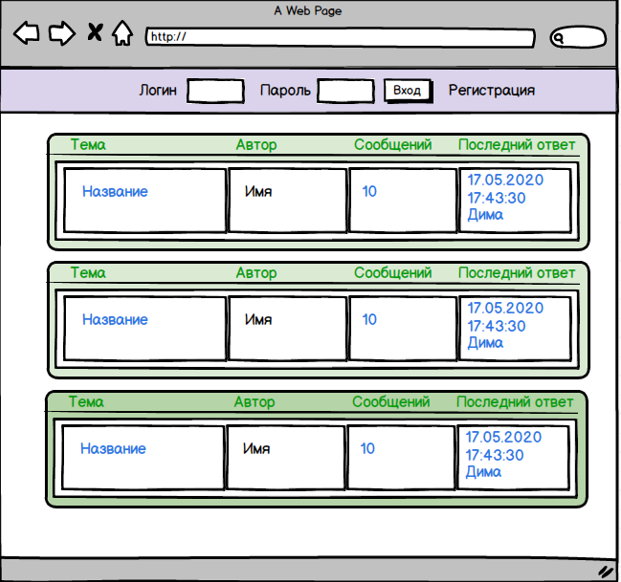 A Web Page
http://
Логин Пароль Вход Регистрация
Тема Автор Сообщений Последний ответ
Название Имя 10 17.05.2020
17:43:30
Дима
Тема Автор Сообщений Последний ответ
Название Имя 10 17.05.2020
17:43:30
Дима
Тема Автор Сообщений Последний ответ
Название Имя 10 17.05.2020
17:43:30
Дима